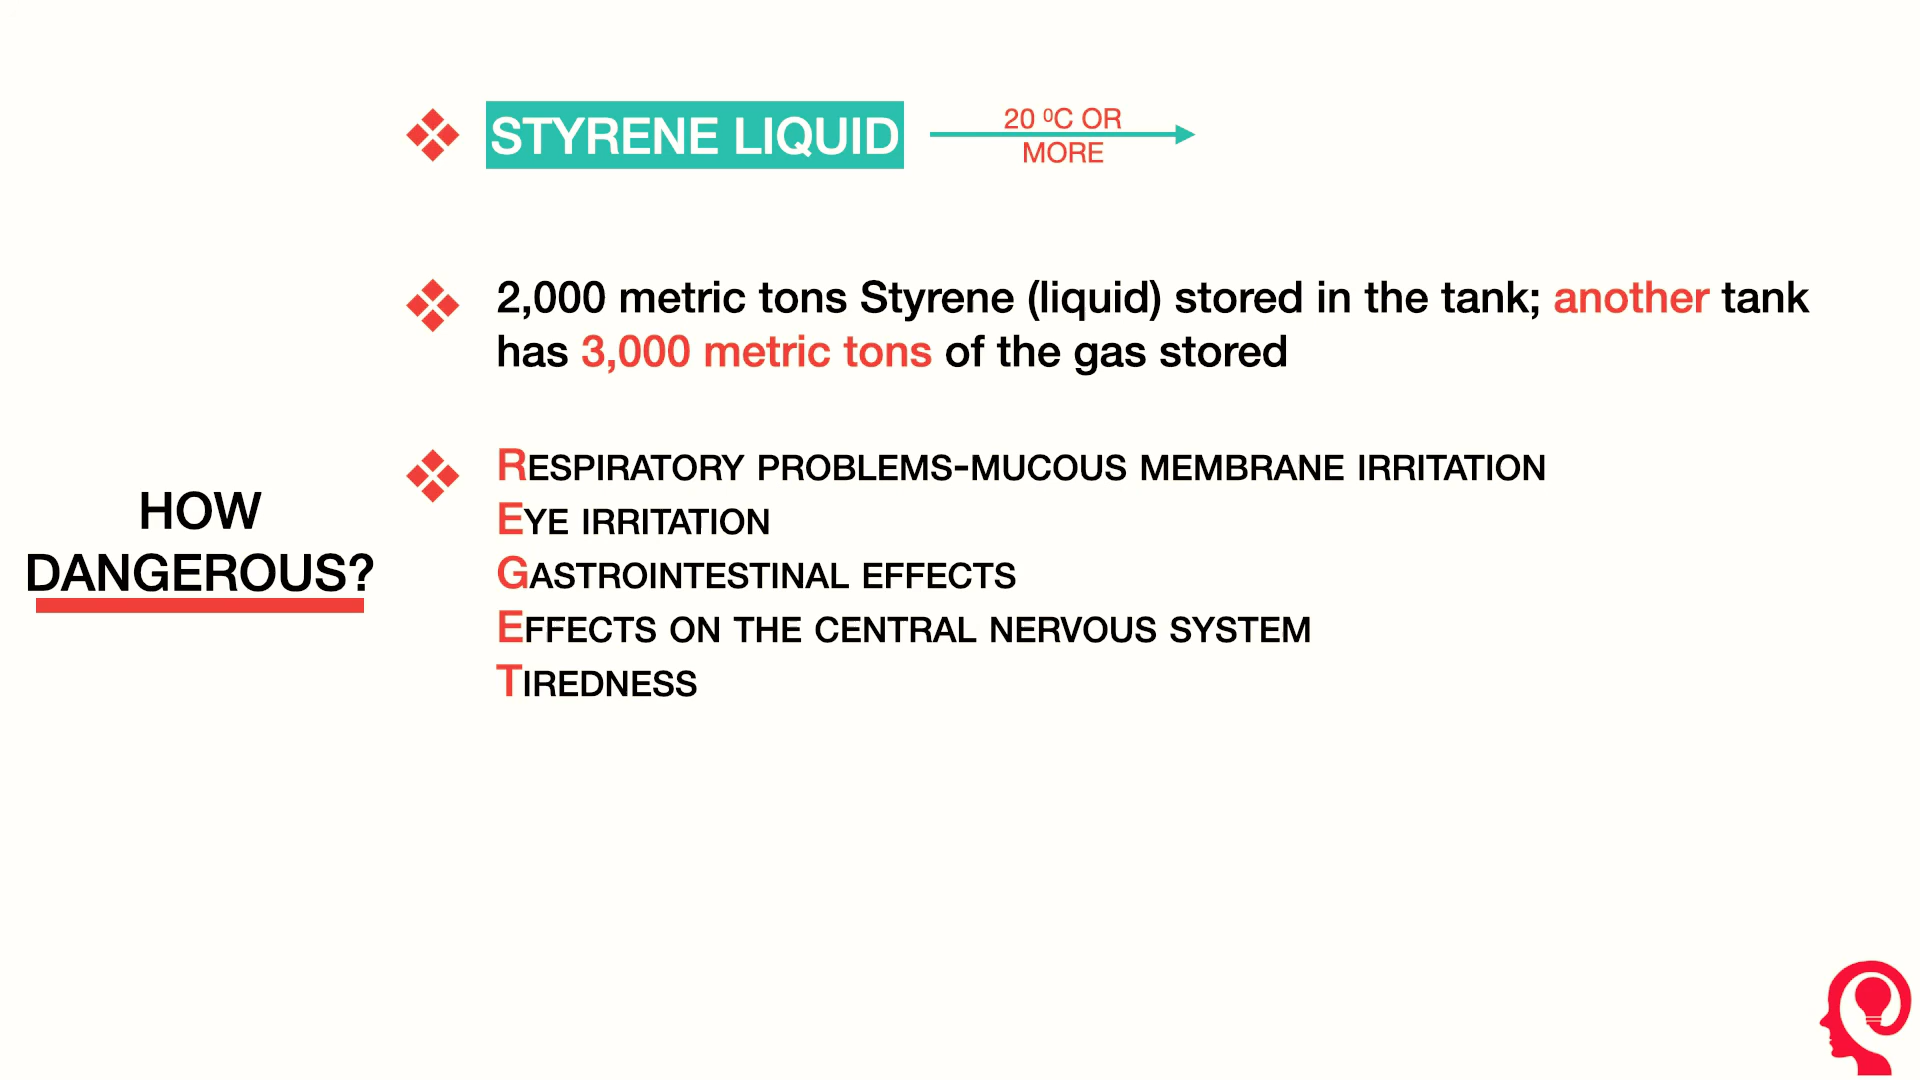 STYRENE LIQUID
20 ⁰C OR
MORE
2,000 metric tons Styrene (liquid) stored in the tank; another tank
has 3,000 metric tons of the gas stored
HOW
DANGEROUS?
RESPIRATORY PROBLEMS-MUCOUS MEMBRANE IRRITATION
EYE IRRITATION
GASTROINTESTINAL EFFECTS
EFFECTS ON THE CENTRAL NERVOUS SYSTEM
TIREDNESS